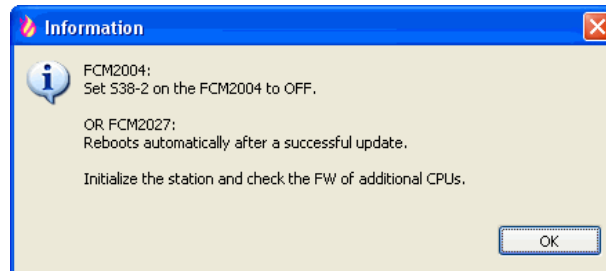 Information
FCM2004:
Set S38-2 on the FCM2004 to OFF.
OR FCM2027:
Reboots automatically after a successful update.
Initialize the station and check the FW of additional CPUs.
OK